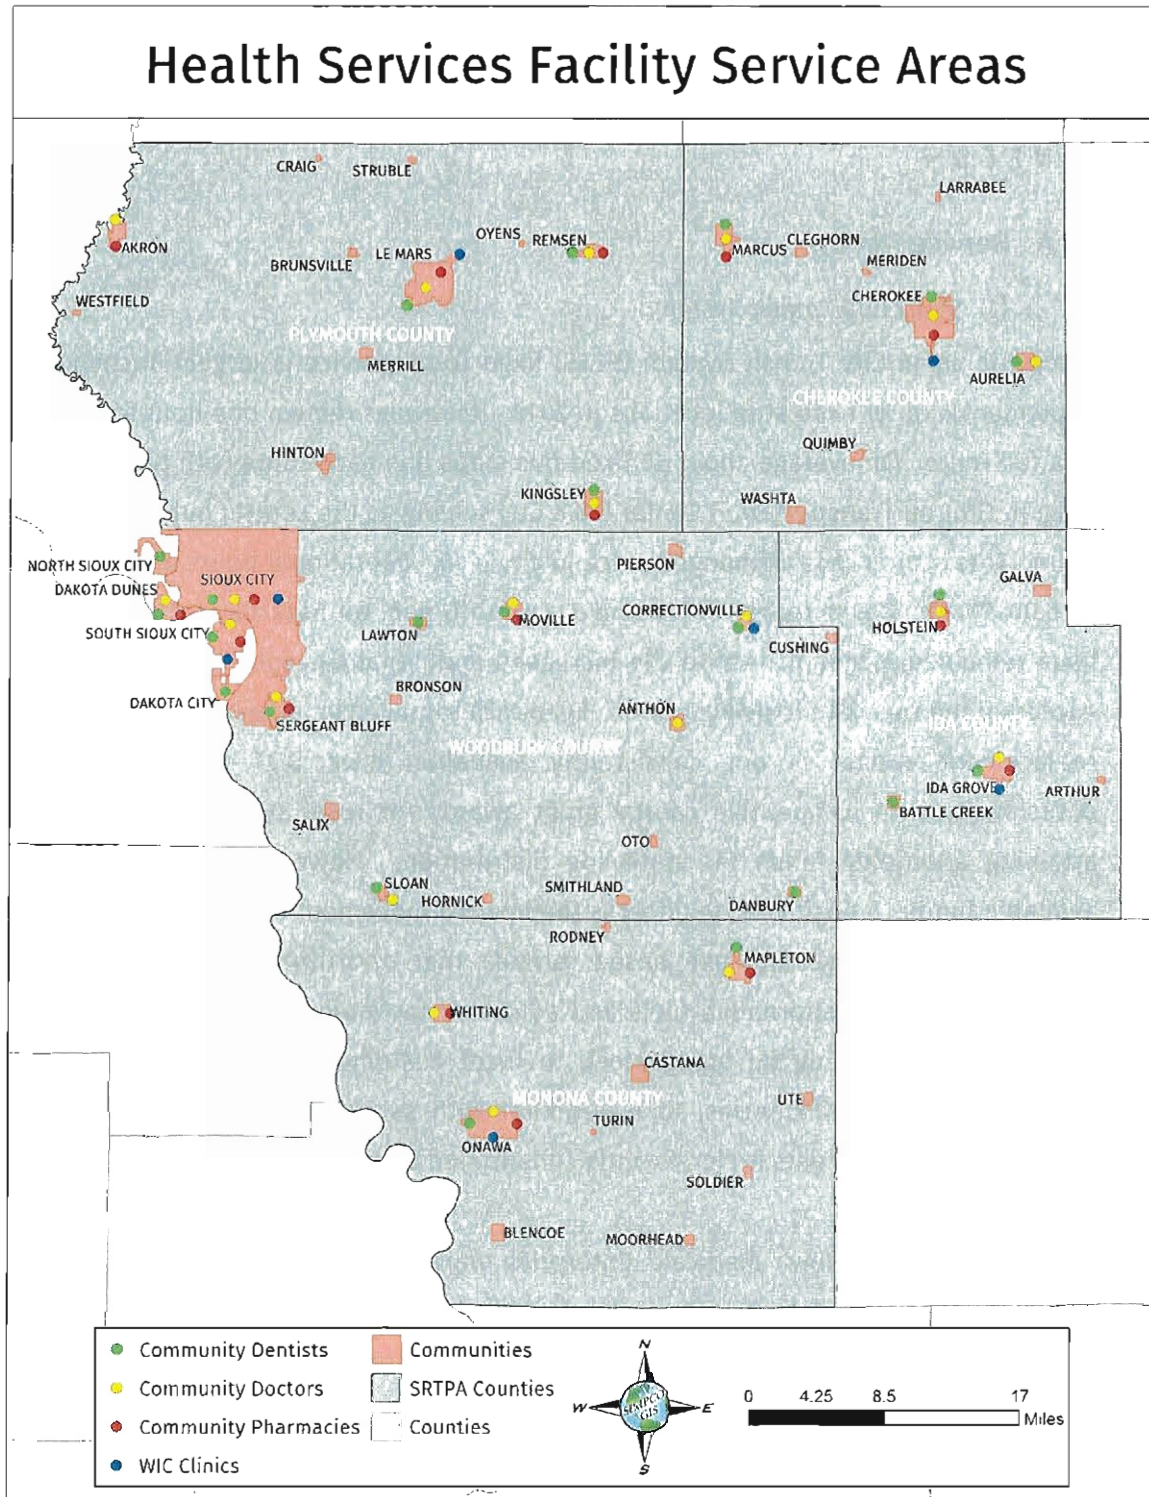 Health Services Facility Service Areas
CRAIG
STRUBLE
LARRABEE
AKRON
OYENS
REMSEN
MARCUS
CLEGHORN
BRUNSVILLE
LE MARS
MERIDEN
WESTFIELD
CHEROKEE
PLYMOUTH COUNTY
MERRILL
AURELIA
CHEROKEE COUNTY
HINTON
QUIMBY
KINGSLEY
WASHTA
NORTH SIOUX CITY
PIERSON
DAKOTA DUNES
SIOUX CITY
GALVA
SOUTH SIOUX CITY
LAWTON
MOVILLE
CORRECTIONVILLE
HOLSTEIN
CUSHING
DAKOTA CITY
BRONSON
SERGEANT BLUFF
ANTHON
IDA COUNTY
WOODBURY COUNTY
IDA GROVE
ARTHUR
BATTLE CREEK
SALIX
OTO
SLOAN
HORNICK
SMITHLAND
DANBURY
RODNEY
MAPLETON
WHITING
CASTANA
MONONA COUNTY
UTE
TURIN
ONAWA
SOLDIER
BLENCOE
MOORHEAD
Community Dentists
Community Doctors
Community Pharmacies
WIC Clinics
Communities
SRTPA Counties
Counties
N
W
E
S
SIMPCO
GIS
0 4.25 8.5 17
Miles